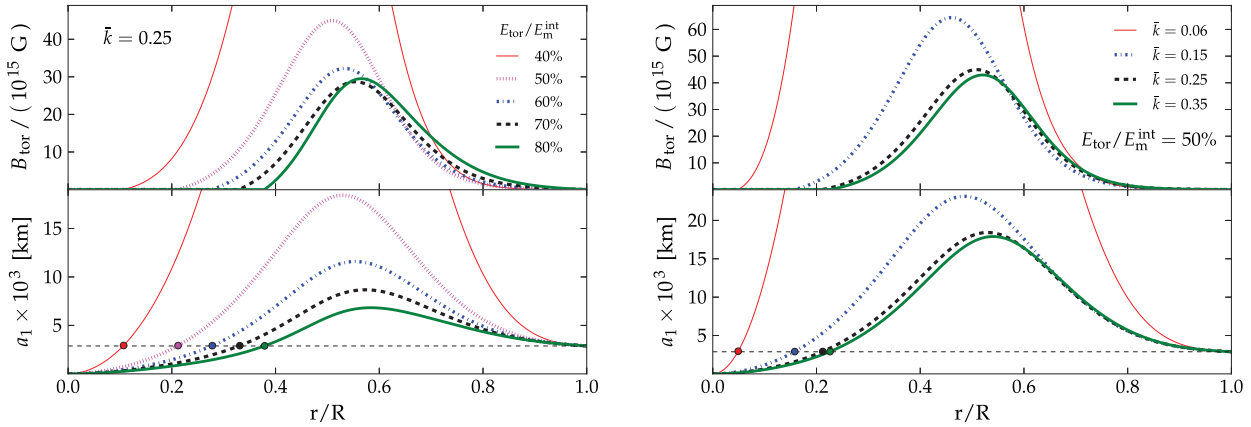 B_tor / ( 10^15 G )
40
30
20
10
k̄ = 0.25
E_tor/E_m^int
40%
50%
60%
70%
80%
a_1 × 10^3 [km]
15
10
5
0.0 0.2 0.4 0.6 0.8 1.0
r/R
B_tor / ( 10^15 G )
60
50
40
30
20
10
k̄ = 0.06
k̄ = 0.15
k̄ = 0.25
k̄ = 0.35
E_tor/E_m^int = 50%
a_1 × 10^3 [km]
20
15
10
5
0.0 0.2 0.4 0.6 0.8 1.0
r/R